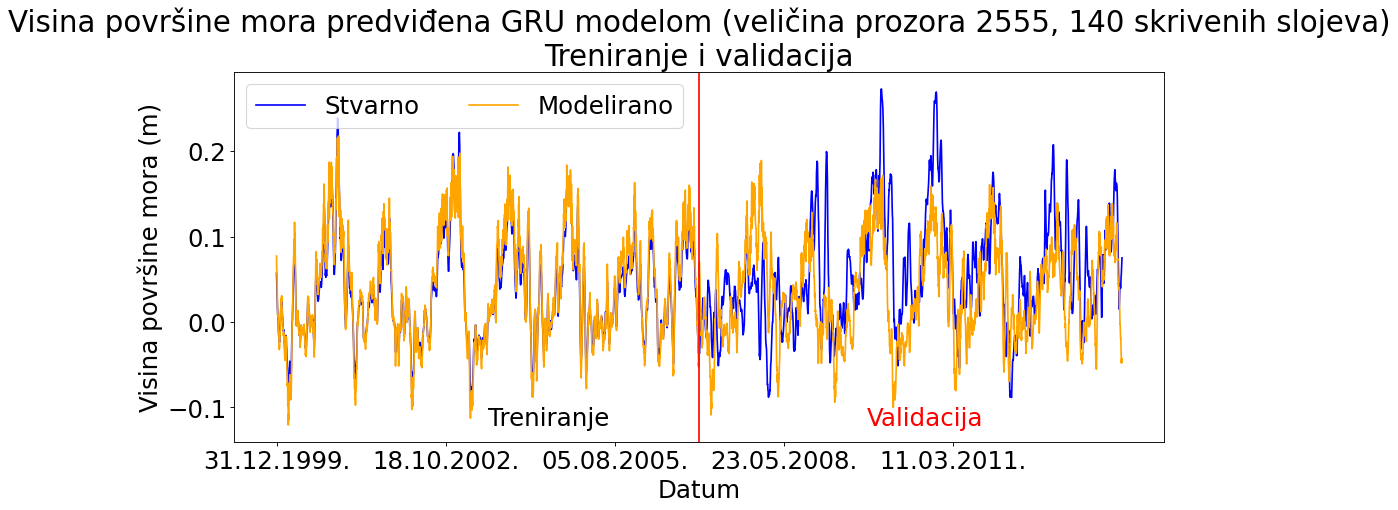 Visina površine mora predviđena GRU modelom (veličina prozora 2555, 140 skrivenih slojeva)
Treniranje i validacija
Stvarno
Modelirano
Visina površine mora (m)
0.2
0.1
0.0
−0.1
Treniranje
Validacija
31.12.1999.
18.10.2002.
05.08.2005.
23.05.2008.
11.03.2011.
Datum